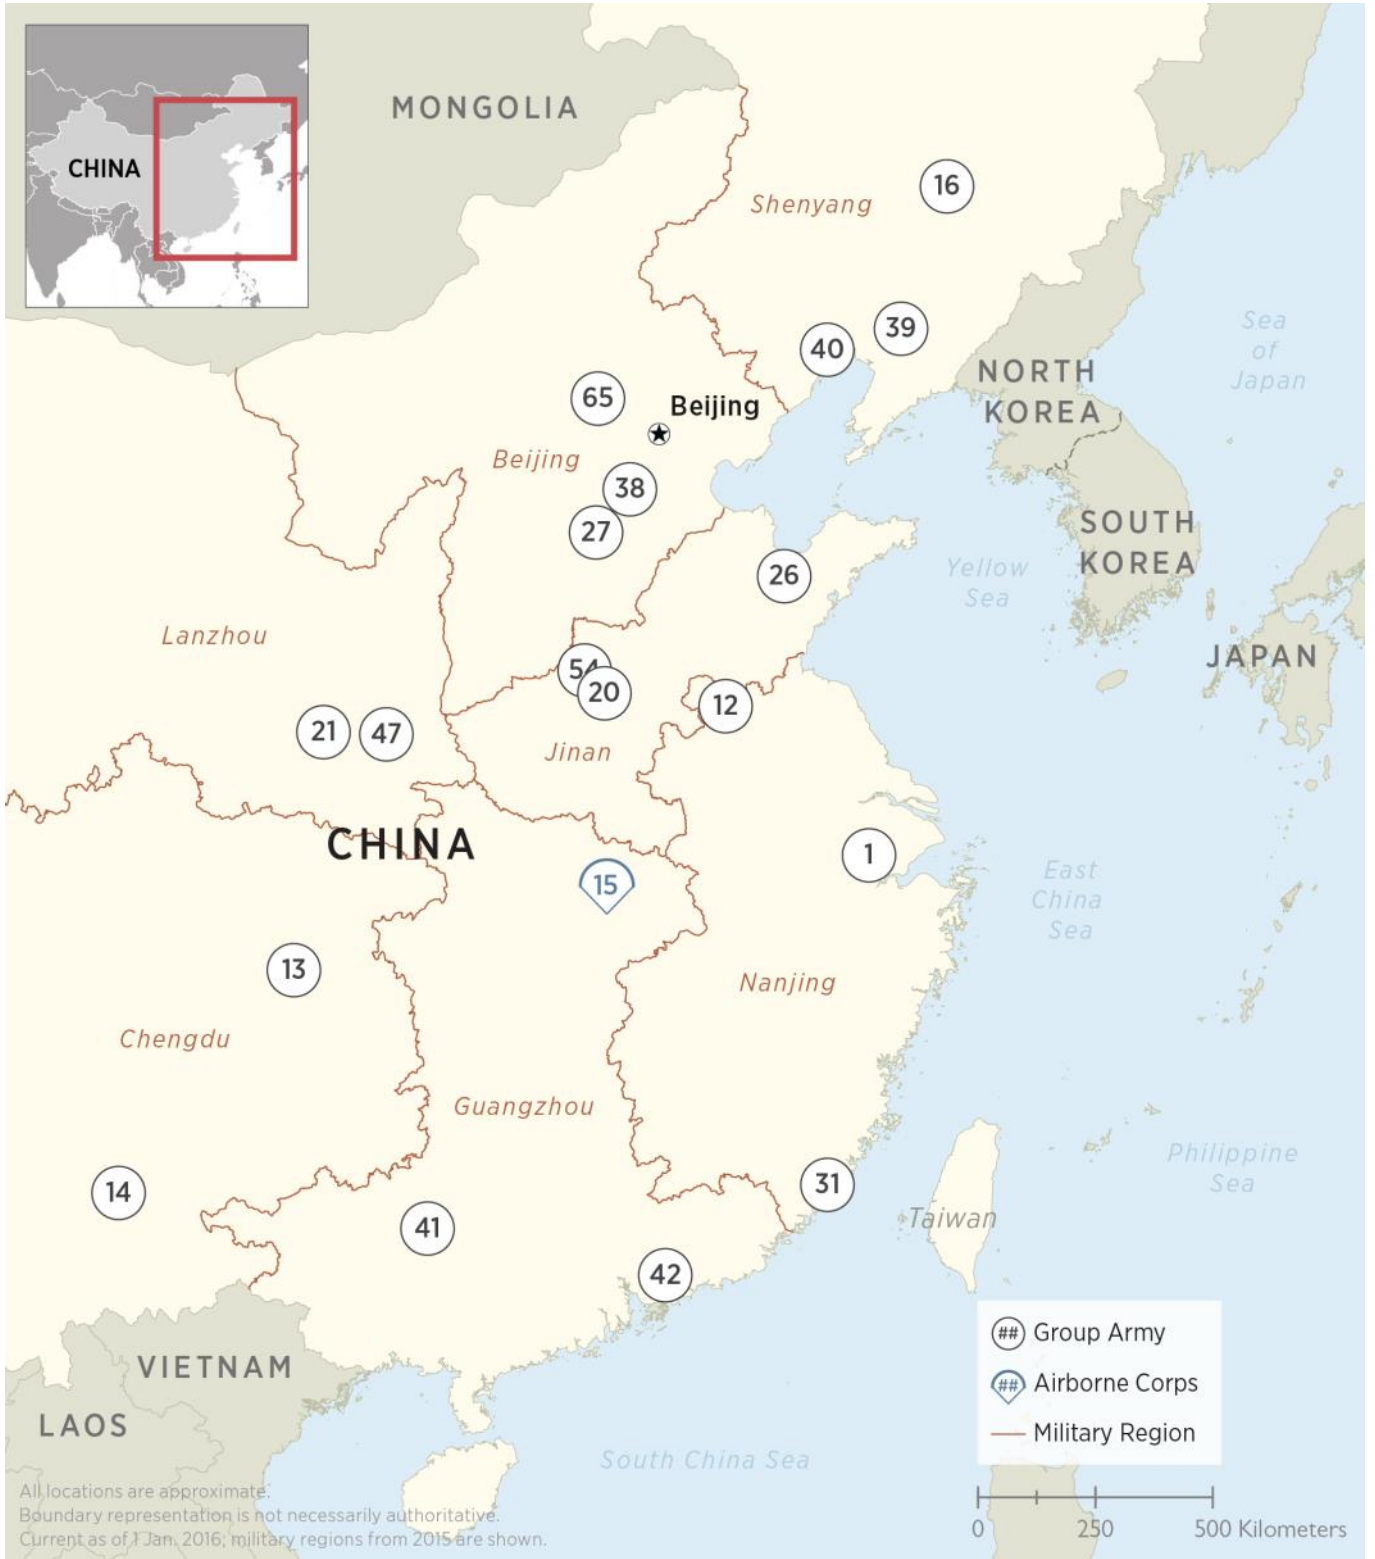 MONGOLIA
CHINA
16
Shenyang
39
40
Sea
of
Japan
NORTH
KOREA
65
Beijing
Beijing
38
27
SOUTH
KOREA
Yellow
Sea
26
Lanzhou
JAPAN
54
20
12
21
47
Jinan
CHINA
1
15
East
China
Sea
13
Nanjing
Chengdu
Guangzhou
Philippine
Sea
14
31
41
Taiwan
42
VIETNAM
LAOS
South China Sea
## Group Army
## Airborne Corps
Military Region
0 250 500 Kilometers
All locations are approximate.
Boundary representation is not necessarily authoritative.
Current as of 1 Jan. 2016; military regions from 2015 are shown.